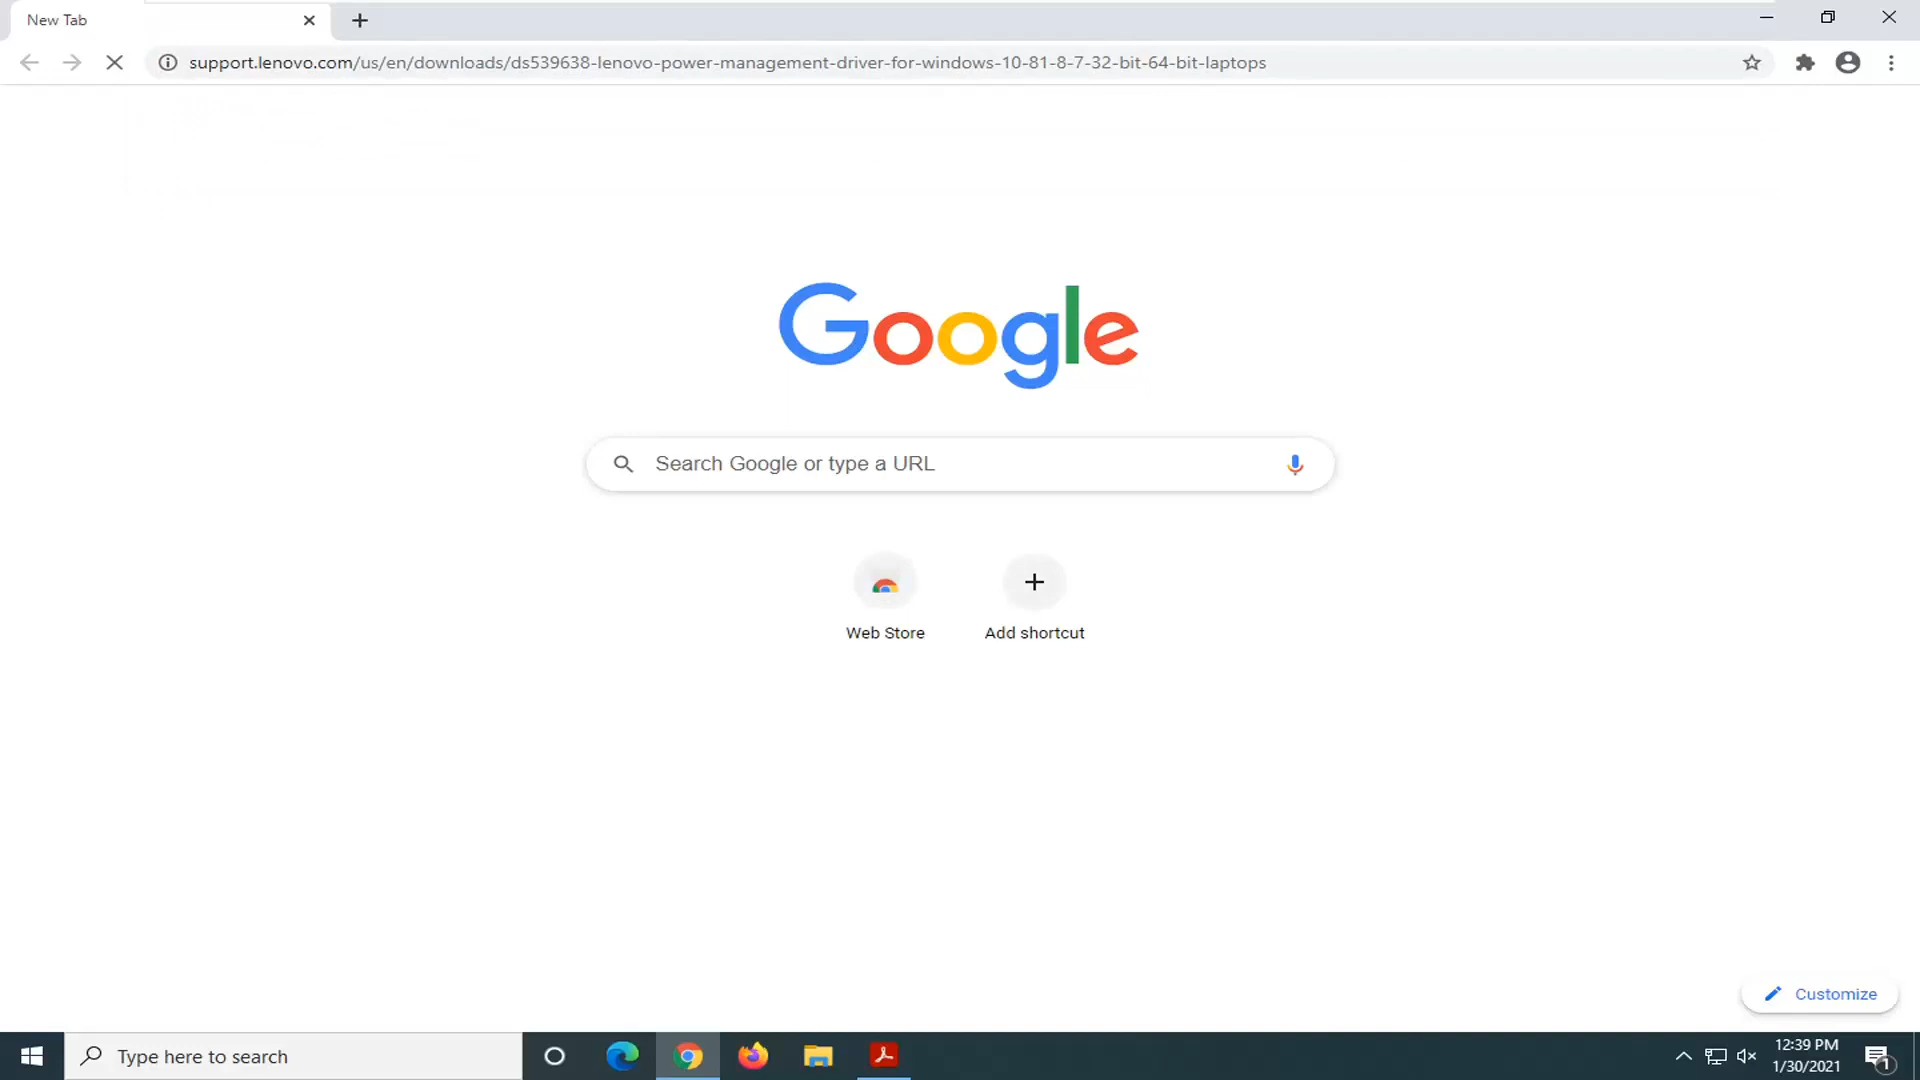 New Tab
support.lenovo.com/us/en/downloads/ds539638-lenovo-power-management-driver-for-windows-10-81-8-7-32-bit-64-bit-laptops
Google
Search Google or type a URL
Web Store
Add shortcut
Customize
Type here to search
12:39 PM
1/30/2021
1